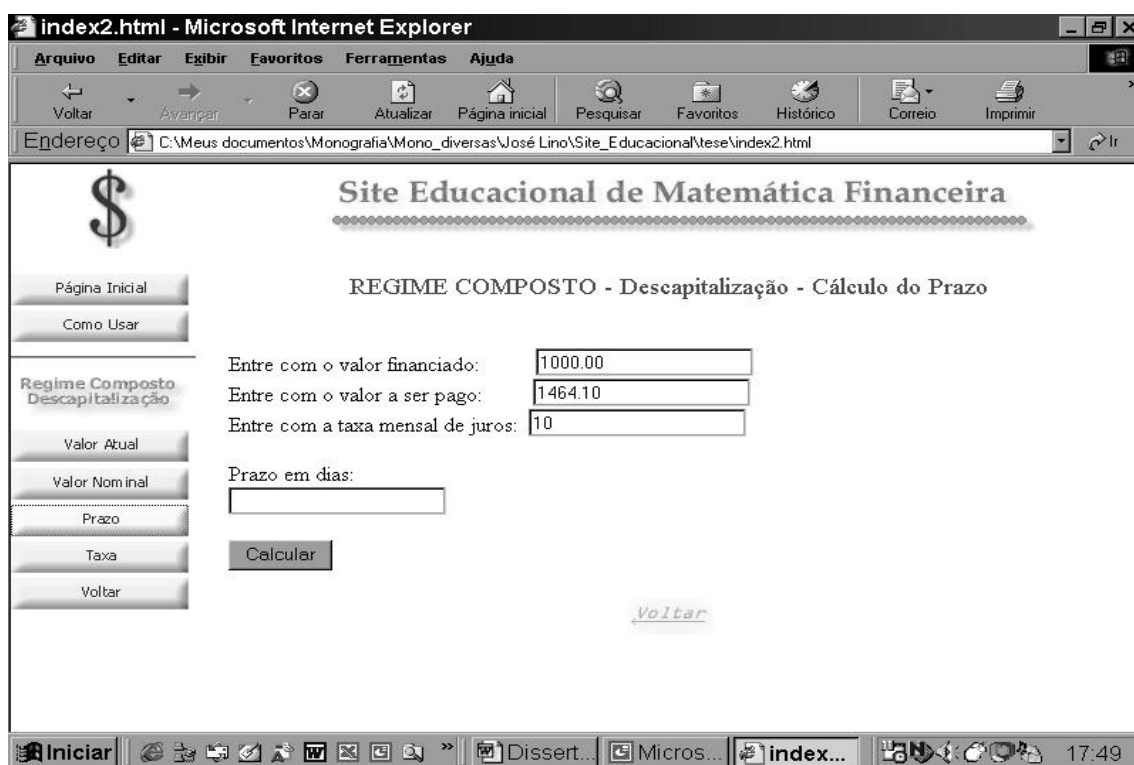 index2.html - Microsoft Internet Explorer
Arquivo Editar Exibir Favoritos Ferramentas Ajuda
Voltar Avançar Parar Atualizar Página inicial Pesquisar Favoritos Histórico Correio Imprimir
Endereço C:\Meus documentos\Monografia\Mono_diversas\José Lino\Site_Educacional\tese\index2.html Ir
$
Site Educacional de Matemática Financeira
Página Inicial
Como Usar
Regime Composto
Descapitalização
Valor Atual
Valor Nominal
Prazo
Taxa
Voltar
REGIME COMPOSTO - Descapitalização - Cálculo do Prazo
Entre com o valor financiado: 1000.00
Entre com o valor a ser pago: 1464.10
Entre com a taxa mensal de juros: 10
Prazo em dias:
Calcular
Voltar
Iniciar » Dissert... Micros... index... 17:49